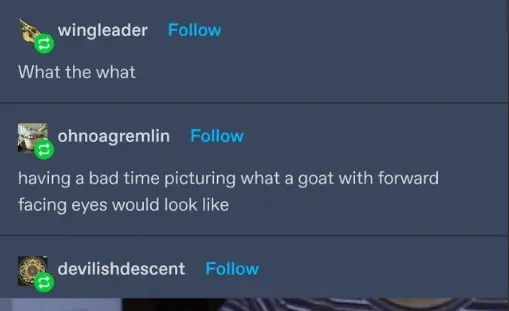 wingleader Follow
What the what
ohnoagremlin Follow
having a bad time picturing what a goat with forward
facing eyes would look like
devilishdescent Follow